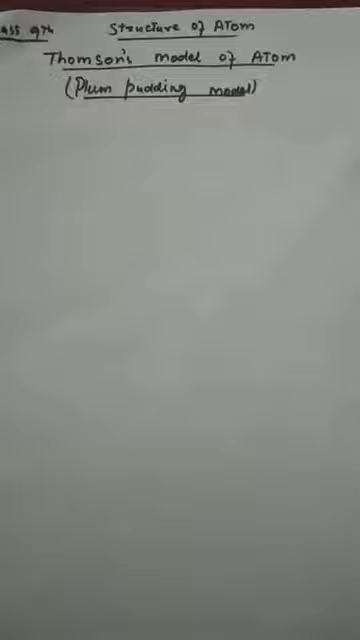 ass 9th Structure of Atom
Thomson's model of Atom
(Plum pudding model)